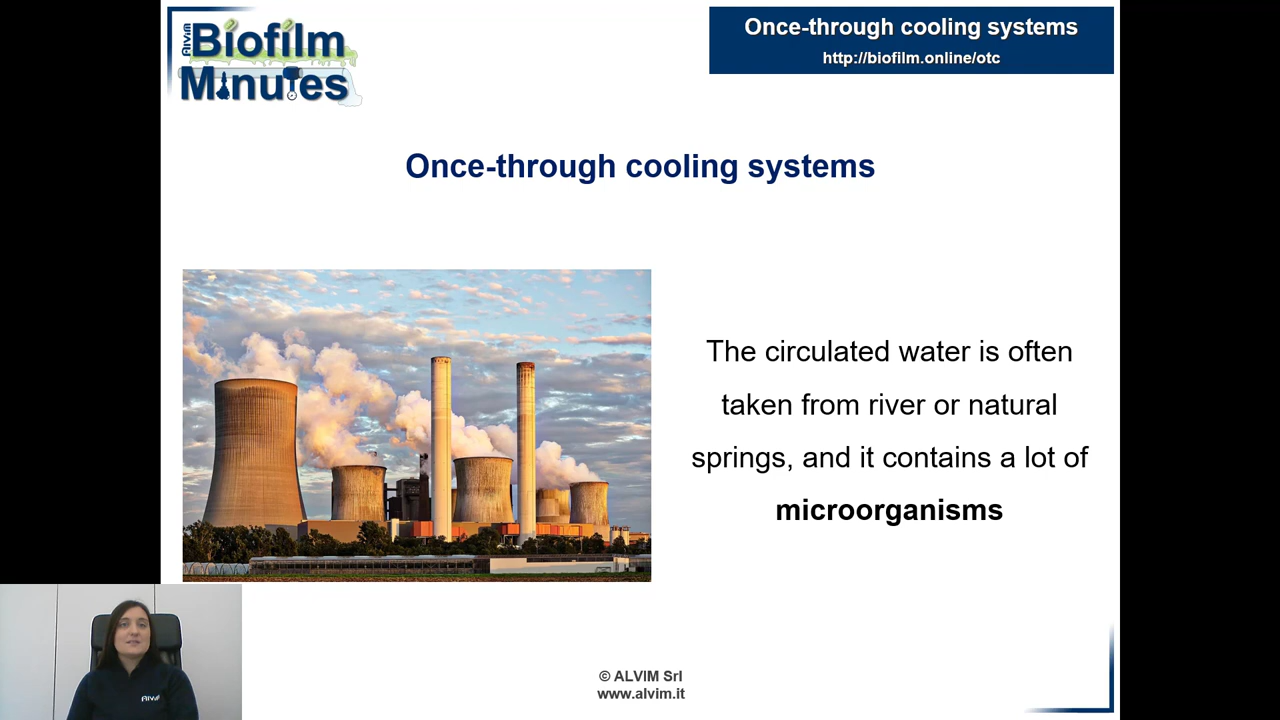 ALVIM
Biofilm
Minutes
Once-through cooling systems
http://biofilm.online/otc
Once-through cooling systems
The circulated water is often
taken from river or natural
springs, and it contains a lot of
microorganisms
ALVIM
© ALVIM Srl
www.alvim.it